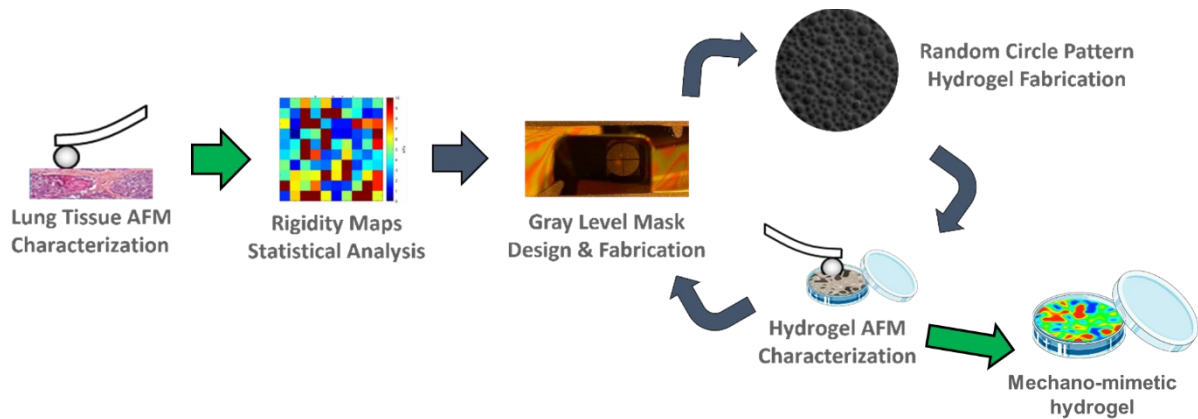 Lung Tissue AFM
Characterization
Rigidity Maps
Statistical Analysis
Gray Level Mask
Design & Fabrication
Random Circle Pattern
Hydrogel Fabrication
Hydrogel AFM
Characterization
Mechano-mimetic
hydrogel